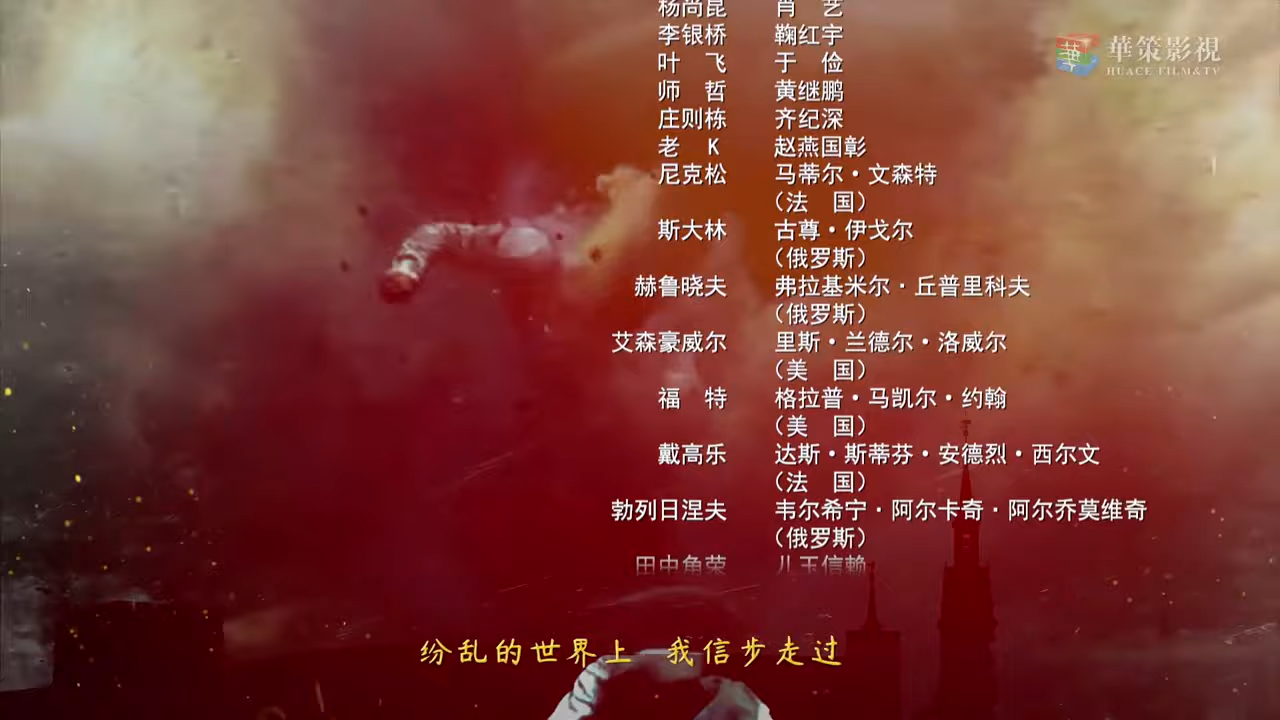 杨尚昆 肖 艺
華策影視
李银桥 鞠红宇
HUACE FILM&TV
叶 飞 于 俭
师 哲 黄继鹏
庄则栋 齐纪深
老 K 赵燕国彰
尼克松 马蒂尔·文森特
（法 国）
斯大林 古尊·伊戈尔
（俄罗斯）
赫鲁晓夫 弗拉基米尔·丘普里科夫
（俄罗斯）
艾森豪威尔 里斯·兰德尔·洛威尔
（美 国）
福 特 格拉普·马凯尔·约翰
（美 国）
戴高乐 达斯·斯蒂芬·安德烈·西尔文
（法 国）
勃列日涅夫 韦尔希宁·阿尔卡奇·阿尔乔莫维奇
（俄罗斯）
田中角荣 儿玉信赖
纷乱的世界上 我信步走过